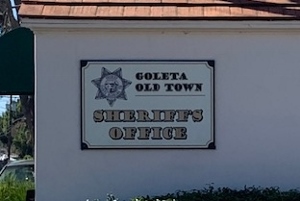 GOLETA
OLD TOWN
SHERIFF'S
OFFICE